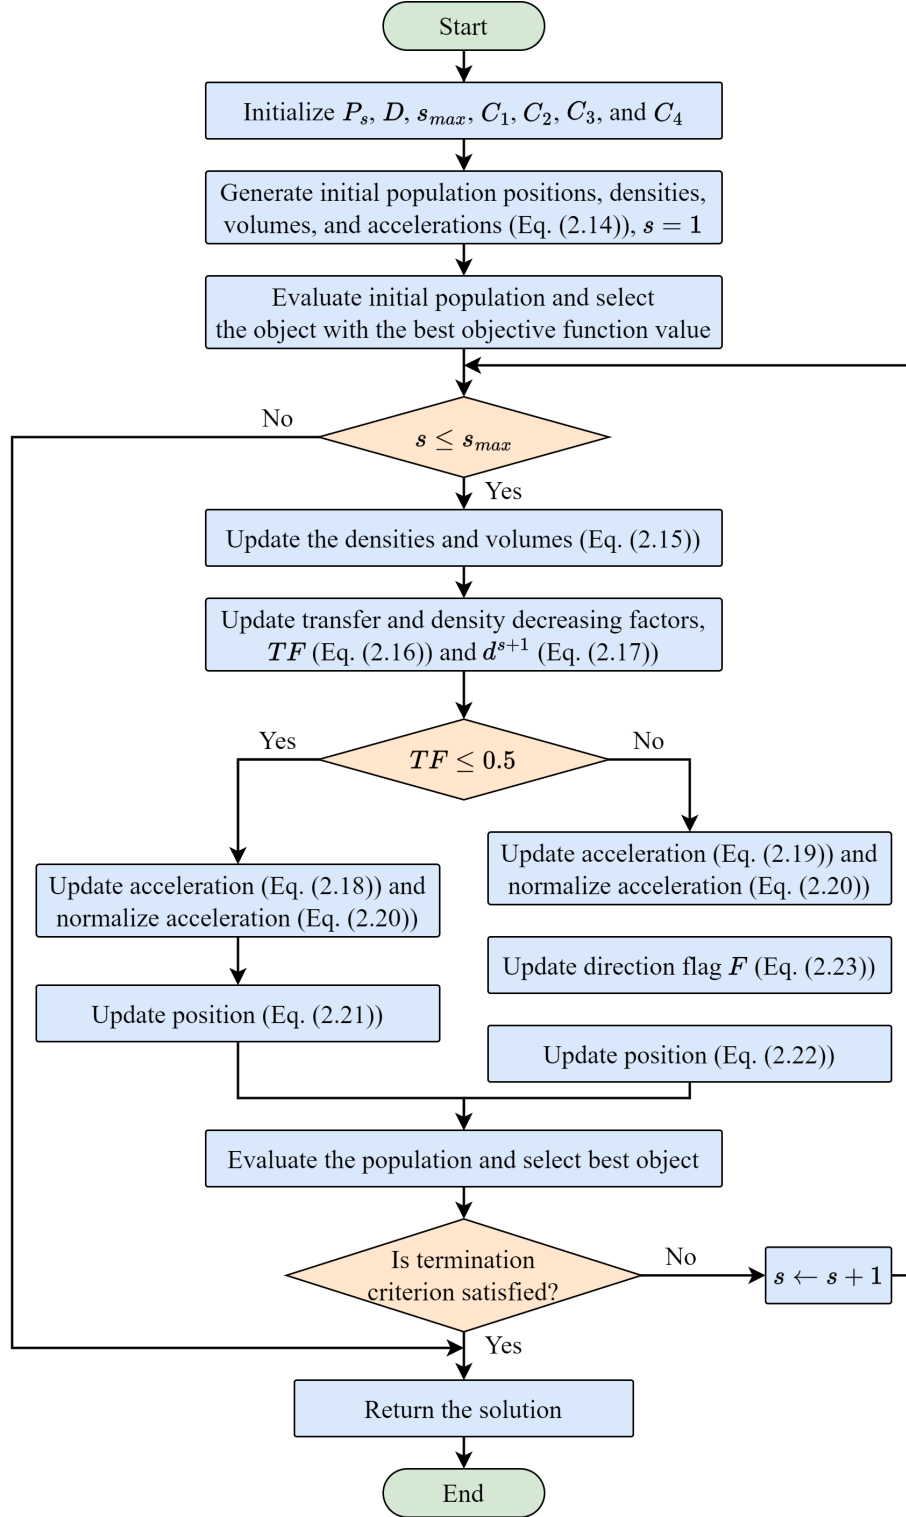 Start
Initialize P_s, D, s_max, C_1, C_2, C_3, and C_4
Generate initial population positions, densities,
volumes, and accelerations (Eq. (2.14)), s = 1
Evaluate initial population and select
the object with the best objective function value
No
s ≤ s_max
Yes
Update the densities and volumes (Eq. (2.15))
Update transfer and density decreasing factors,
TF (Eq. (2.16)) and d^{s+1} (Eq. (2.17))
Yes
TF ≤ 0.5
No
Update acceleration (Eq. (2.18)) and
normalize acceleration (Eq. (2.20))
Update position (Eq. (2.21))
Update acceleration (Eq. (2.19)) and
normalize acceleration (Eq. (2.20))
Update direction flag F (Eq. (2.23))
Update position (Eq. (2.22))
Evaluate the population and select best object
Is termination
criterion satisfied?
No
s ← s + 1
Yes
Return the solution
End